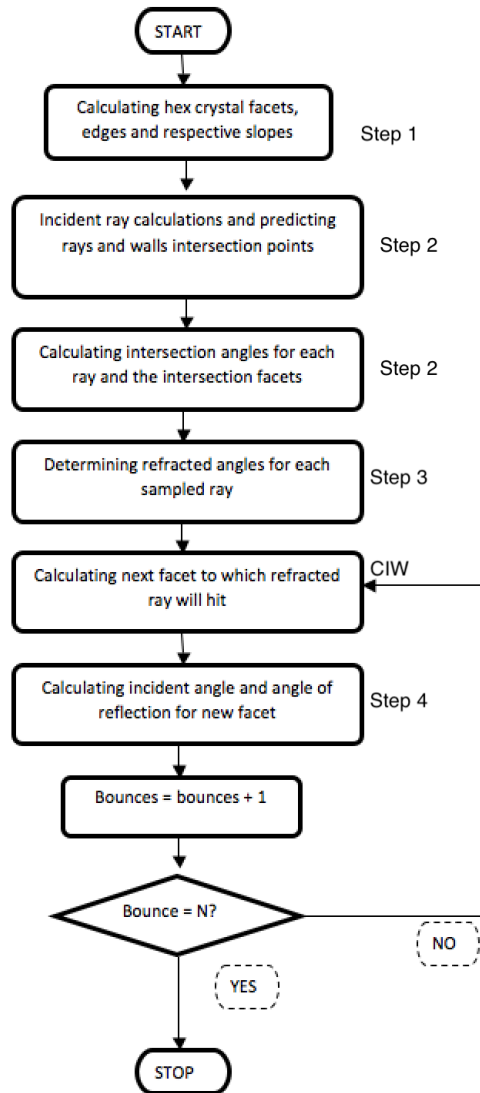 START
Calculating hex crystal facets,
edges and respective slopes
Step 1
Incident ray calculations and predicting
rays and walls intersection points
Step 2
Calculating intersection angles for each
ray and the intersection facets
Step 2
Determining refracted angles for each
sampled ray
Step 3
CIW
Calculating next facet to which refracted
ray will hit
Calculating incident angle and angle of
reflection for new facet
Step 4
Bounces = bounces + 1
Bounce = N?
NO
YES
STOP